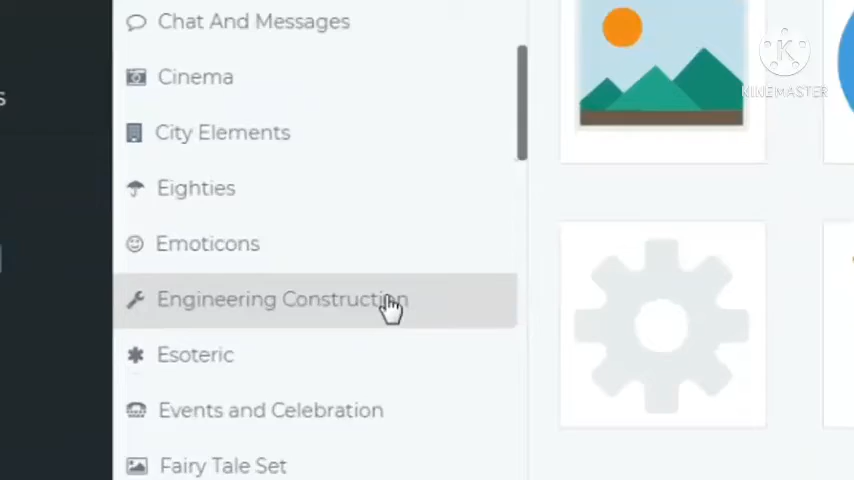 Chat And Messages
Cinema
City Elements
Eighties
Emoticons
Engineering Construction
Esoteric
Events and Celebration
Fairy Tale Set
s
K
KINEMASTER